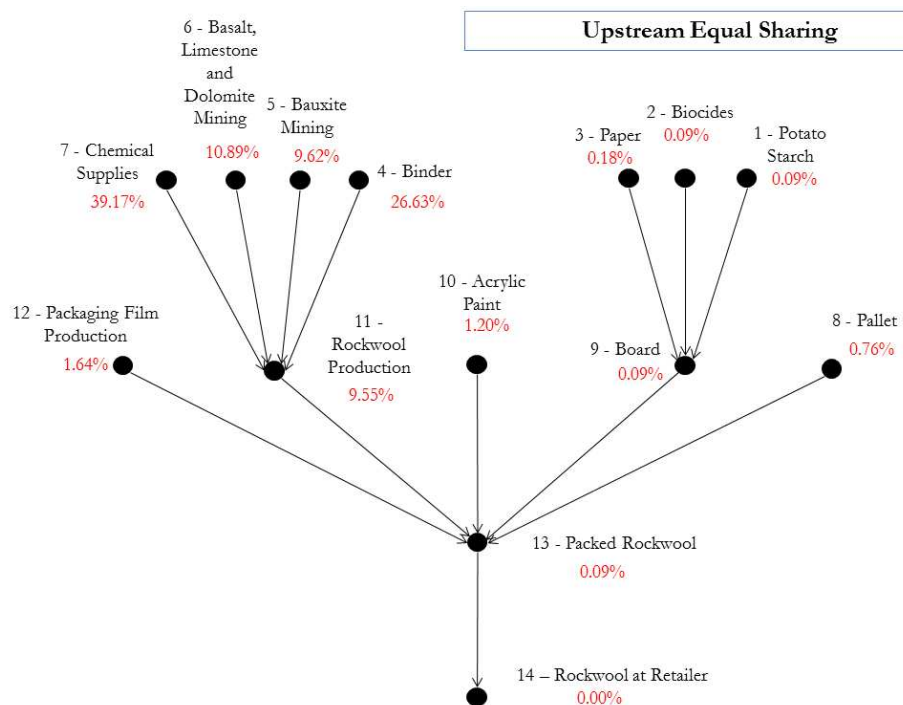 Upstream Equal Sharing
6 - Basalt,
Limestone
and
Dolomite
Mining
10.89%
5 - Bauxite
Mining
9.62%
7 - Chemical
Supplies
39.17%
4 - Binder
26.63%
3 - Paper
0.18%
2 - Biocides
0.09%
1 - Potato
Starch
0.09%
12 - Packaging Film
Production
1.64%
11 -
Rockwool
Production
9.55%
10 - Acrylic
Paint
1.20%
9 - Board
0.09%
8 - Pallet
0.76%
13 - Packed Rockwool
0.09%
14 – Rockwool at Retailer
0.00%